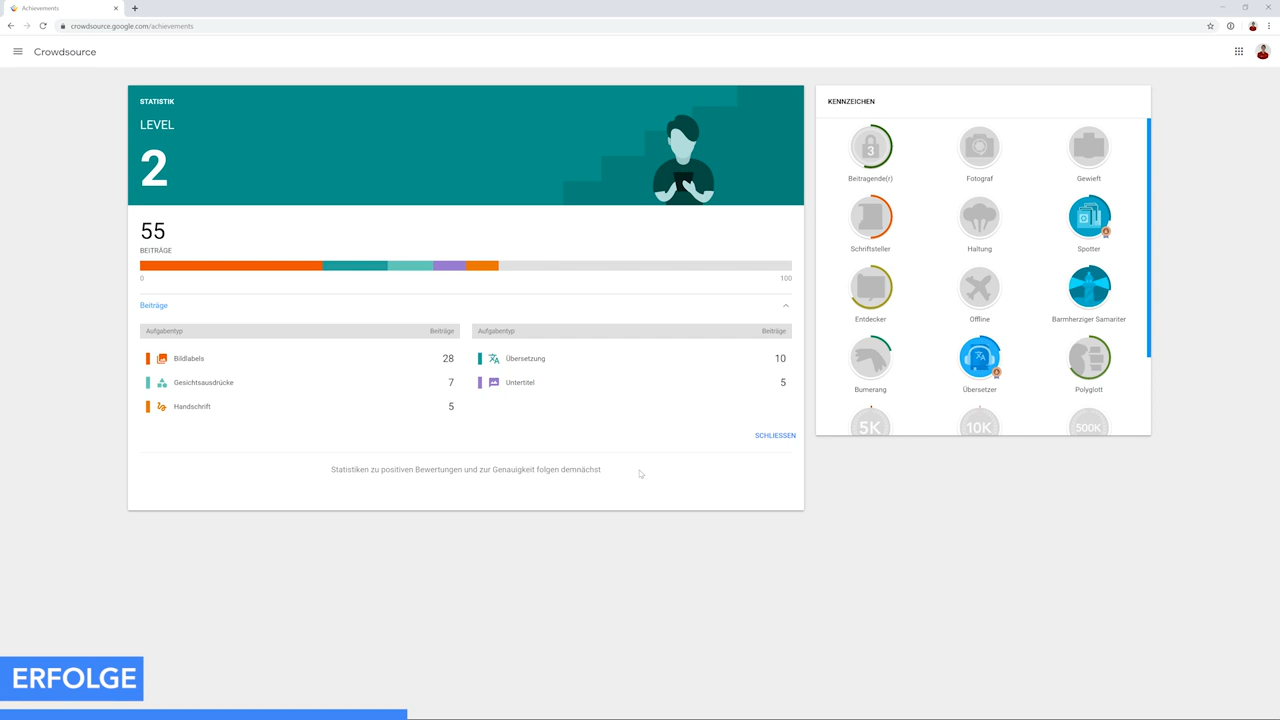 Achievements
crowdsource.google.com/achievements
Crowdsource
STATISTIK
LEVEL
2
55
BEITRÄGE
0
100
Beiträge
Aufgabentyp Beiträge
Bildlabels 28
Gesichtsausdrücke 7
Handschrift 5
Aufgabentyp Beiträge
Übersetzung 10
Untertitel 5
SCHLIESSEN
Statistiken zu positiven Bewertungen und zur Genauigkeit folgen demnächst
KENNZEICHEN
3
Beitragende(r) Fotograf Gewieft
Schriftsteller Haltung Spotter
Entdecker Offline Barmherziger Samariter
Bumerang Übersetzer Polyglott
5K 10K 500K
ERFOLGE